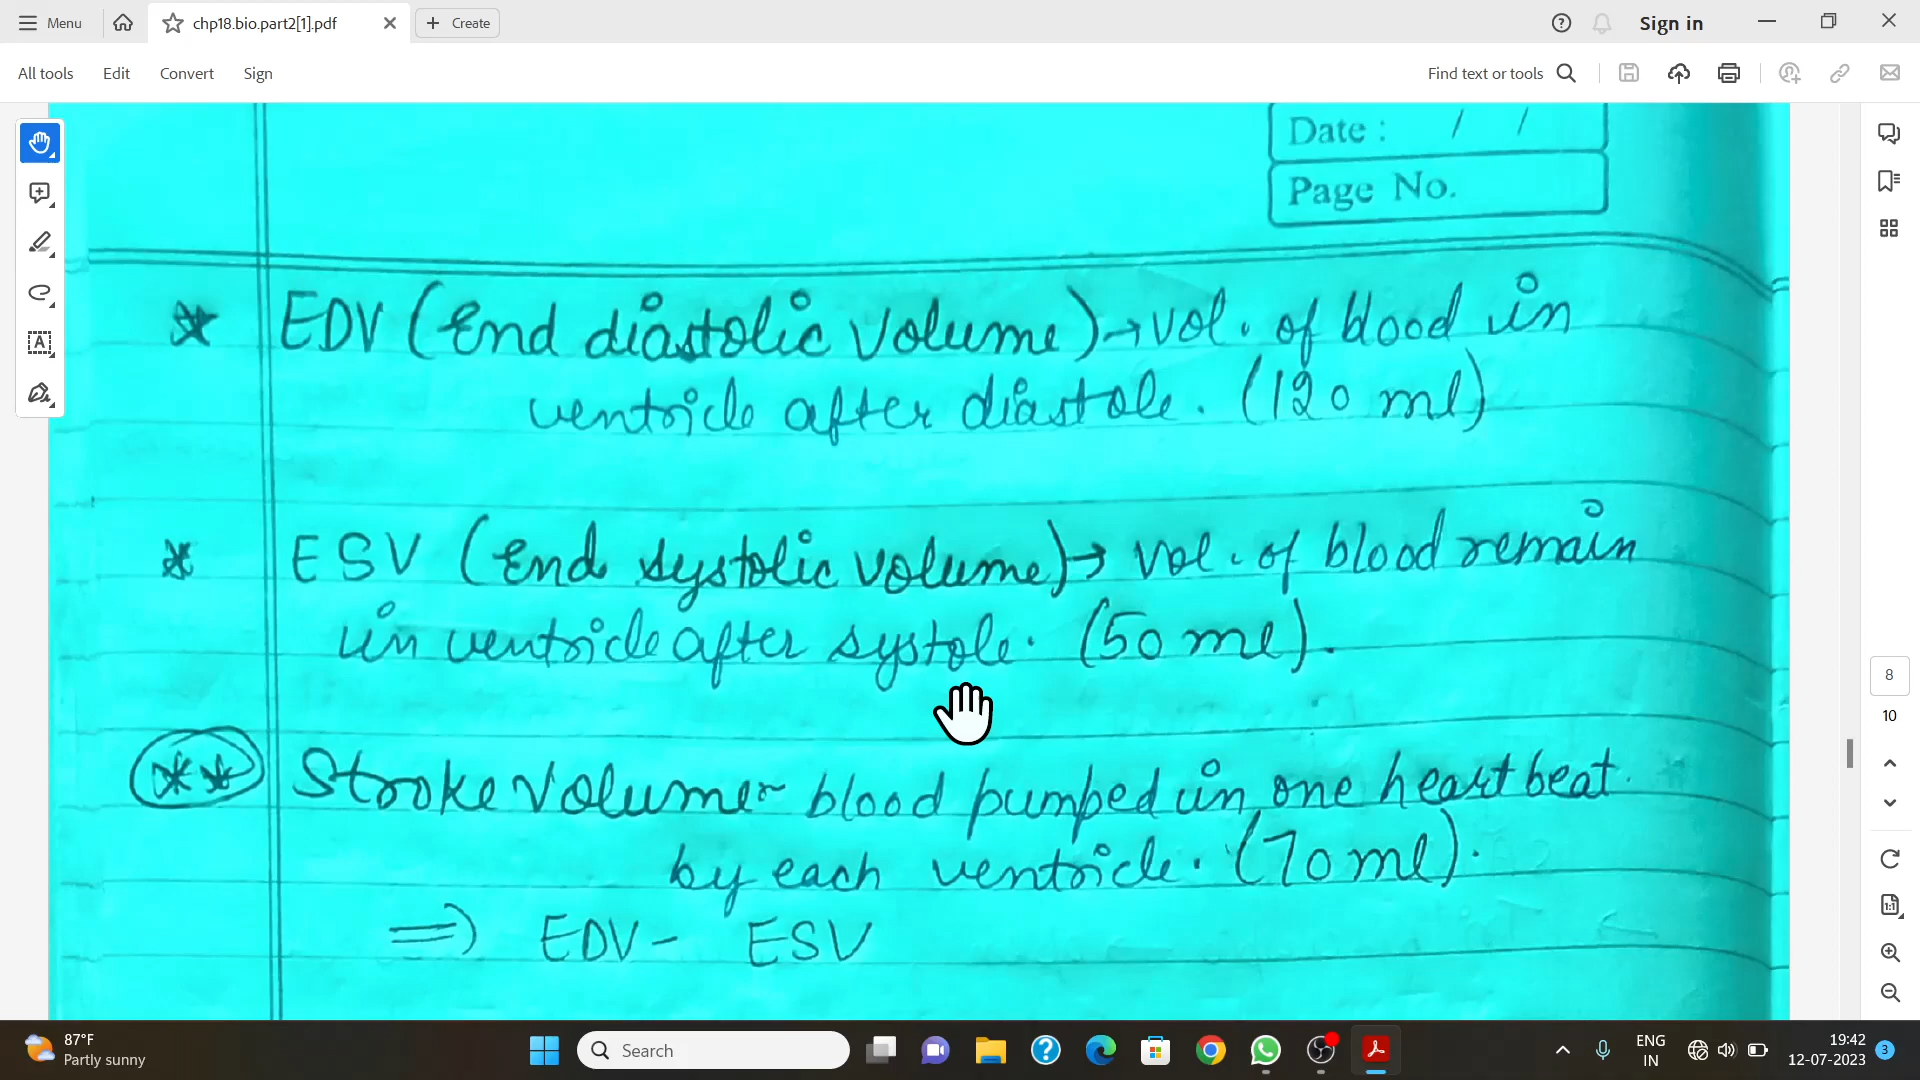 Menu
chp18.bio.part2[1].pdf
Create
Sign in
All tools Edit Convert Sign
Find text or tools
Date : / /
Page No.
* EDV (End diastolic Volume) → vol. of blood in
ventricle after diastole. (120 ml)
* ESV (End systolic volume) → vol. of blood remain
in ventricle after systole. (50 ml).
** Stroke Volume - blood pumped in one heart beat.
by each ventricle. (70 ml).
⇒ EDV - ESV
8
10
87°F
Partly sunny
Search
ENG
IN
19:42
12-07-2023
3